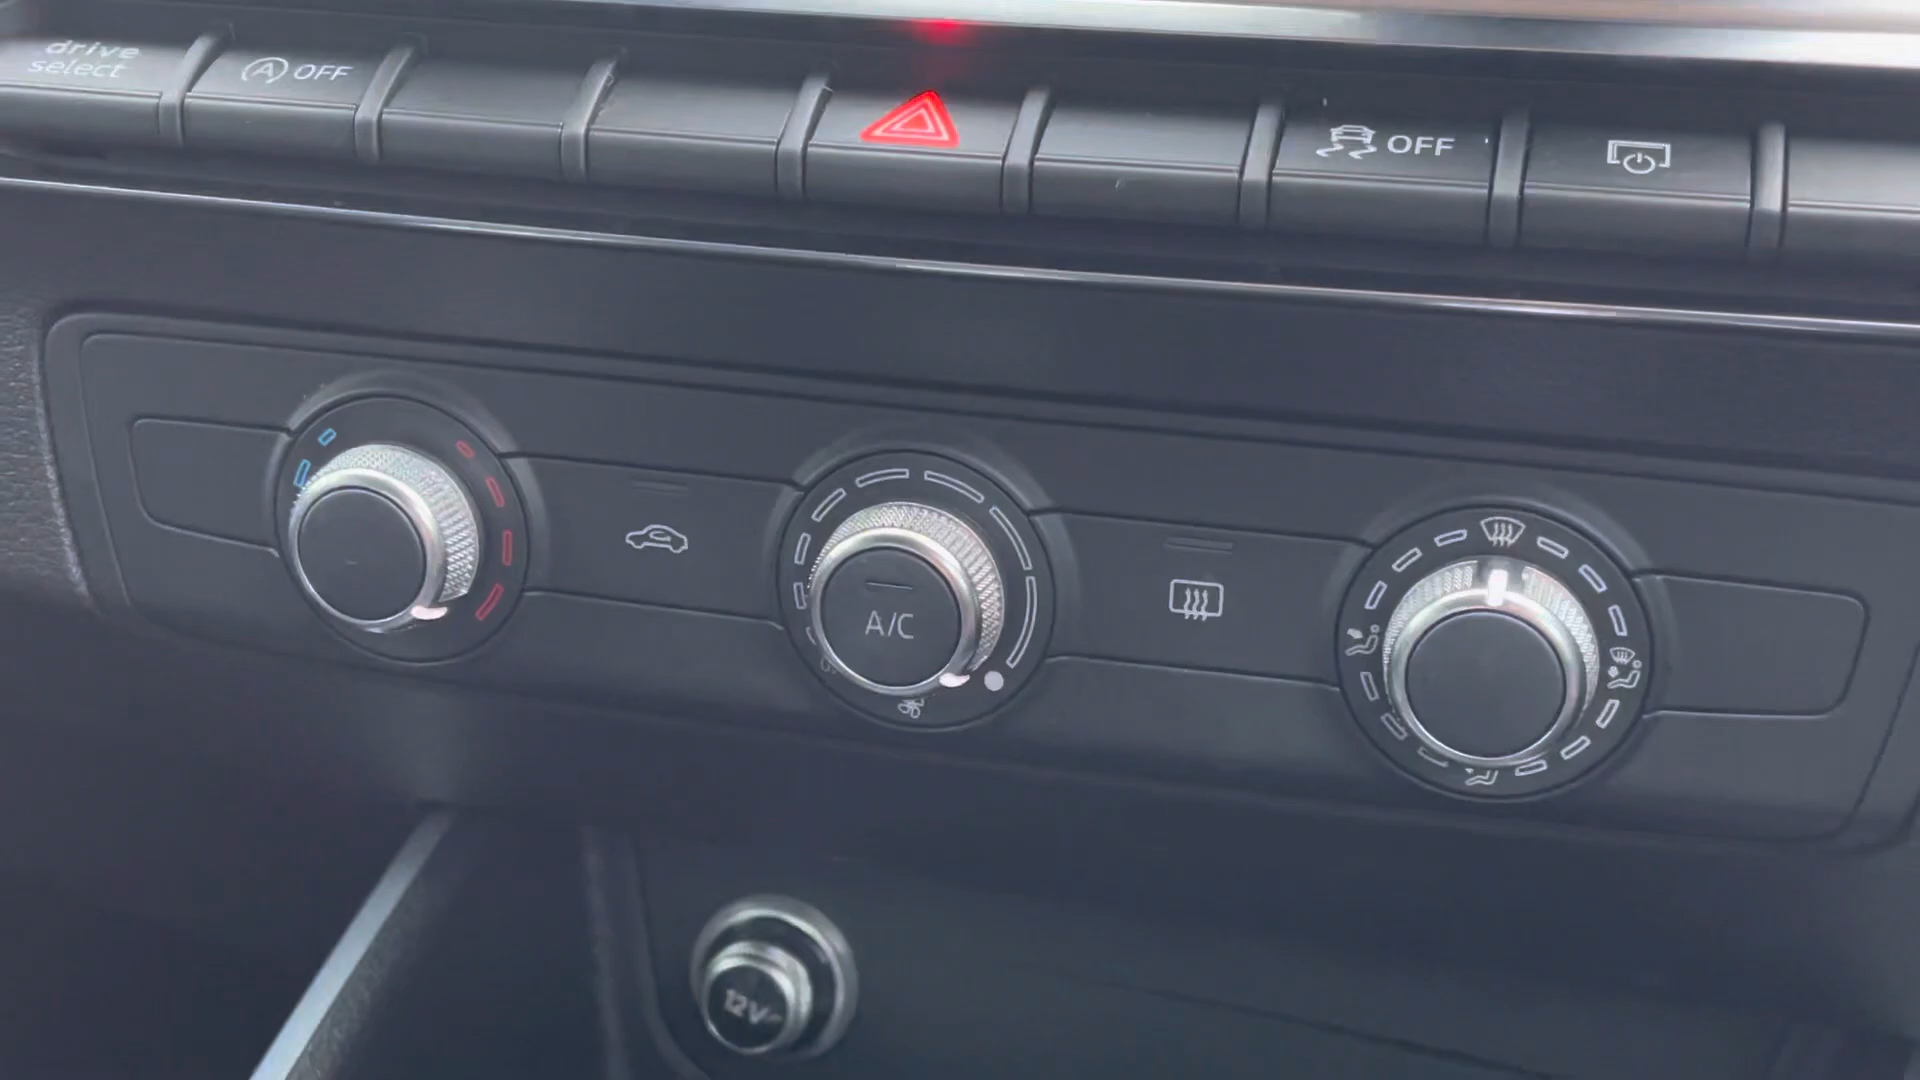 drive
select
A OFF
OFF
A/C
12V